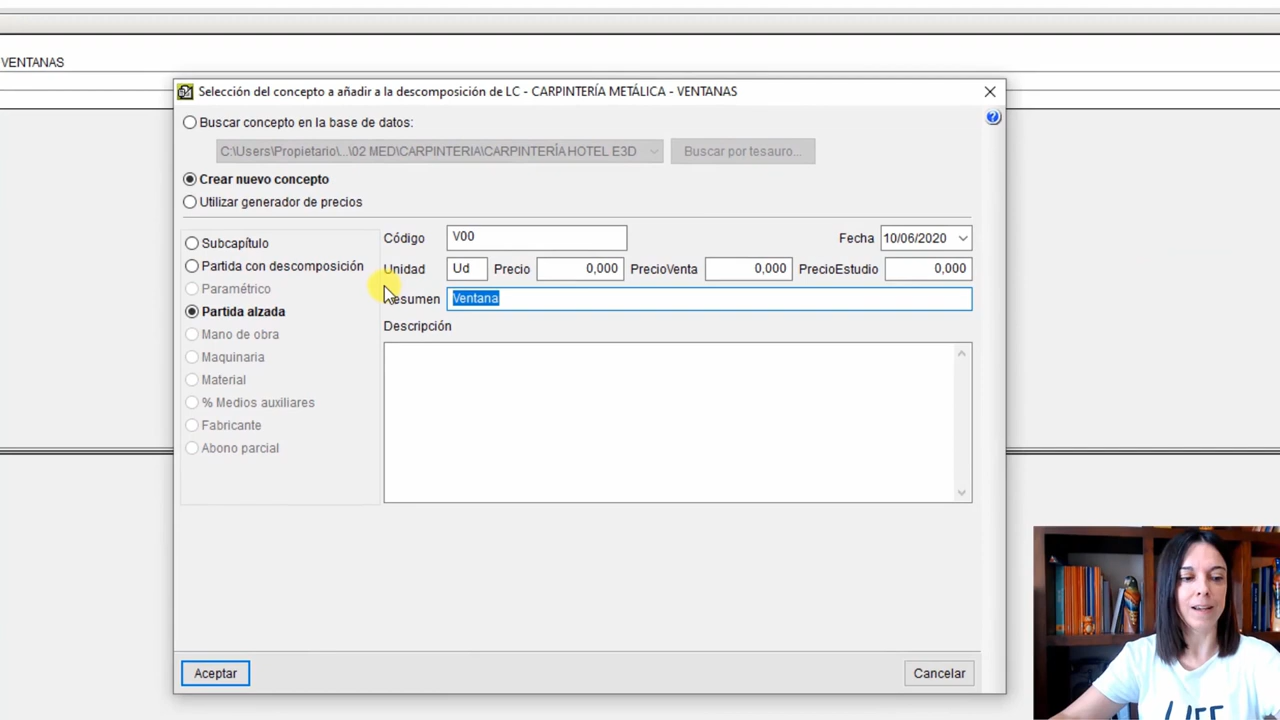 VENTANAS
Selección del concepto a añadir a la descomposición de LC - CARPINTERÍA METÁLICA - VENTANAS
Buscar concepto en la base de datos:
C:\Users\Propietario\...\02 MED\CARPINTERIA\CARPINTERÍA HOTEL E3D
Buscar por tesauro...
Crear nuevo concepto
Utilizar generador de precios
Subcapítulo
Partida con descomposición
Paramétrico
Partida alzada
Mano de obra
Maquinaria
Material
% Medios auxiliares
Fabricante
Abono parcial
Código V00 Fecha 10/06/2020
Unidad Ud Precio 0,000 PrecioVenta 0,000 PrecioEstudio 0,000
Resumen Ventana
Descripción
Aceptar Cancelar
LIFE